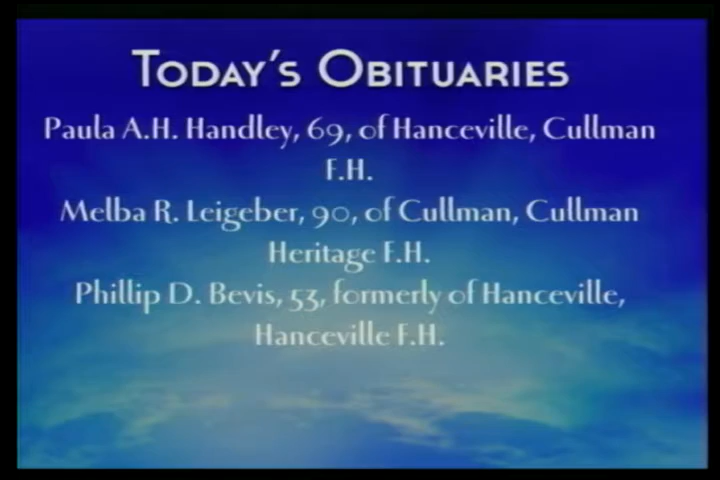 Today's Obituaries
Paula A.H. Handley, 69, of Hanceville, Cullman
F.H.
Melba R. Leigeber, 90, of Cullman, Cullman
Heritage F.H.
Phillip D. Bevis, 53, formerly of Hanceville,
Hanceville F.H.